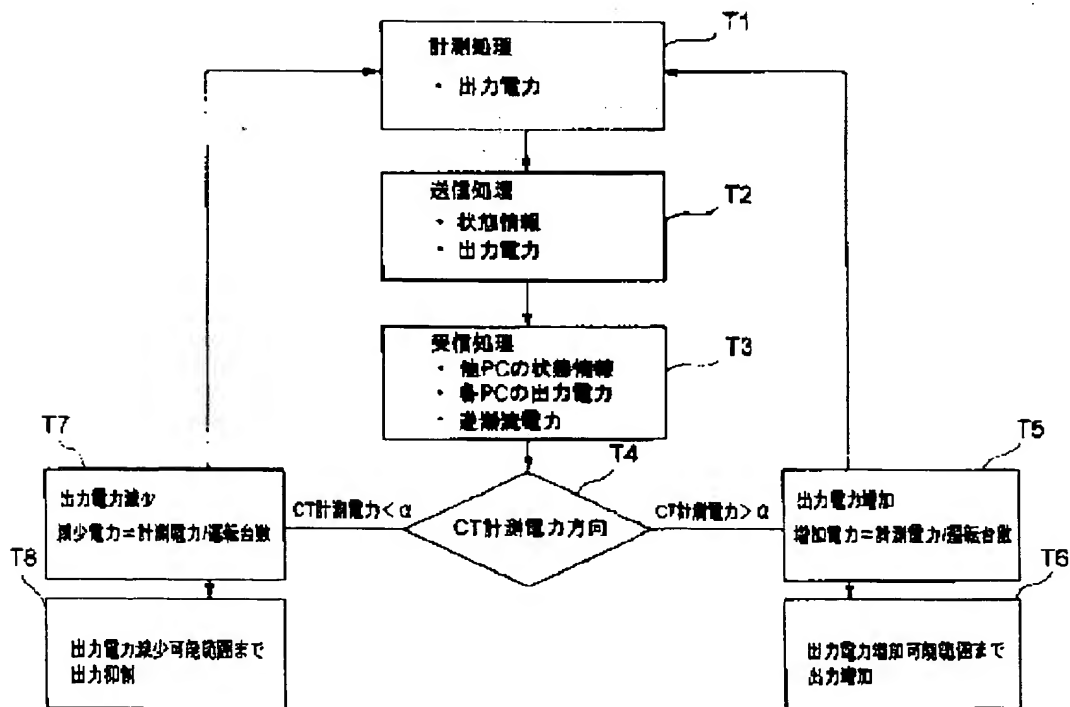 T1
計測処理
・ 出力電力
T2
送信処理
・ 状態情報
・ 出力電力
T3
受信処理
・ 他PCの状態情報
・ 各PCの出力電力
・ 逆潮流電力
T4
CT計測電力方向
CT計測電力<α
CT計測電力>α
T7
出力電力減少
減少電力=計測電力/運転台数
T8
出力電力減少可能範囲まで
出力抑制
T5
出力電力増加
増加電力=計測電力/運転台数
T6
出力電力増加可能範囲まで
出力増加